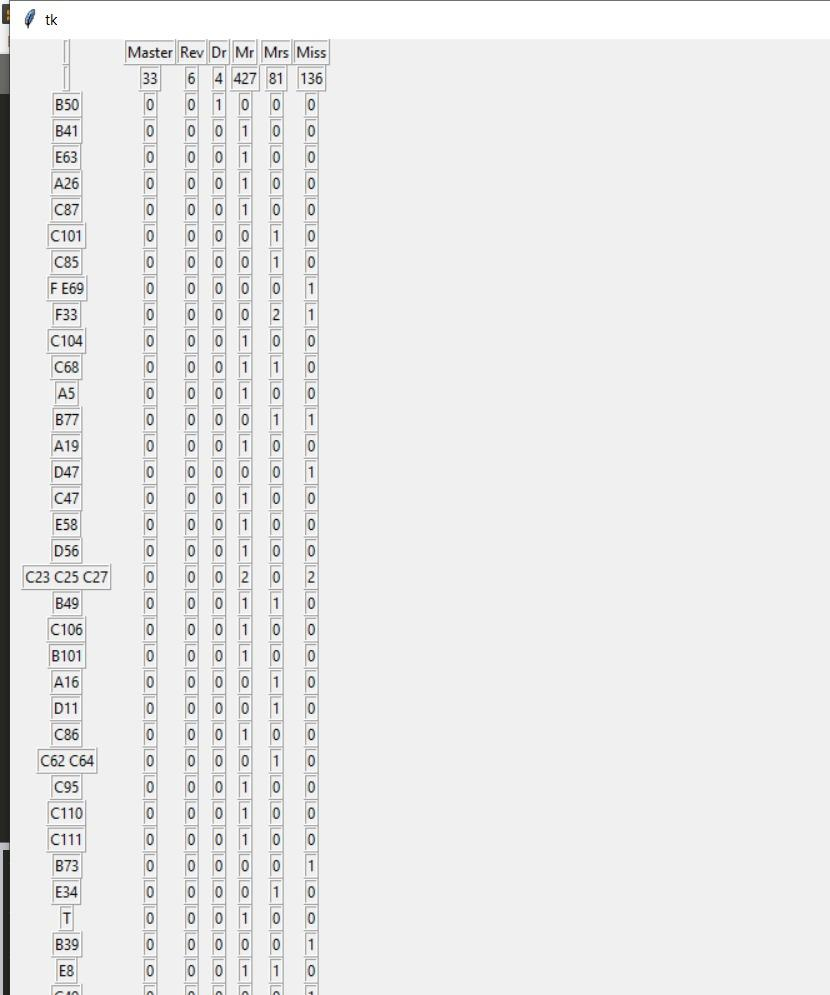 tk
Master Rev Dr Mr Mrs Miss
33 6 4 427 81 136
B50 0 0 1 0 0 0
B41 0 0 0 1 0 0
E63 0 0 0 1 0 0
A26 0 0 0 1 0 0
C87 0 0 0 1 0 0
C101 0 0 0 0 1 0
C85 0 0 0 0 1 0
F E69 0 0 0 0 0 1
F33 0 0 0 0 2 1
C104 0 0 0 1 0 0
C68 0 0 0 1 1 0
A5 0 0 0 1 0 0
B77 0 0 0 0 1 1
A19 0 0 0 1 0 0
D47 0 0 0 0 0 1
C47 0 0 0 1 0 0
E58 0 0 0 1 0 0
D56 0 0 0 1 0 0
C23 C25 C27 0 0 0 2 0 2
B49 0 0 0 1 1 0
C106 0 0 0 1 0 0
B101 0 0 0 1 0 0
A16 0 0 0 0 1 0
D11 0 0 0 0 1 0
C86 0 0 0 1 0 0
C62 C64 0 0 0 0 1 0
C95 0 0 0 1 0 0
C110 0 0 0 1 0 0
C111 0 0 0 1 0 0
B73 0 0 0 0 0 1
E34 0 0 0 0 1 0
T 0 0 0 1 0 0
B39 0 0 0 0 0 1
E8 0 0 0 1 1 0